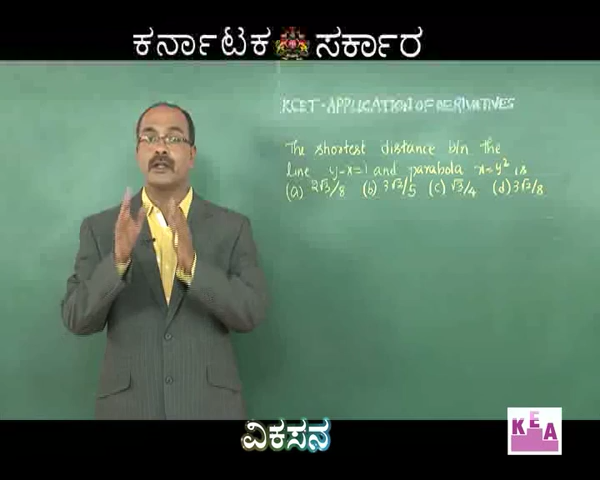 ಕರ್ನಾಟಕ ಸರ್ಕಾರ
KCET-APPLICATION OF DERIVATIVES
The shortest distance b/n the
line y-x=1 and parabola x=y² is
(a) 2√3/8 (b) 3√2/5 (c) √3/4 (d) 3√2/8
ವಿಕಸನ
KEA